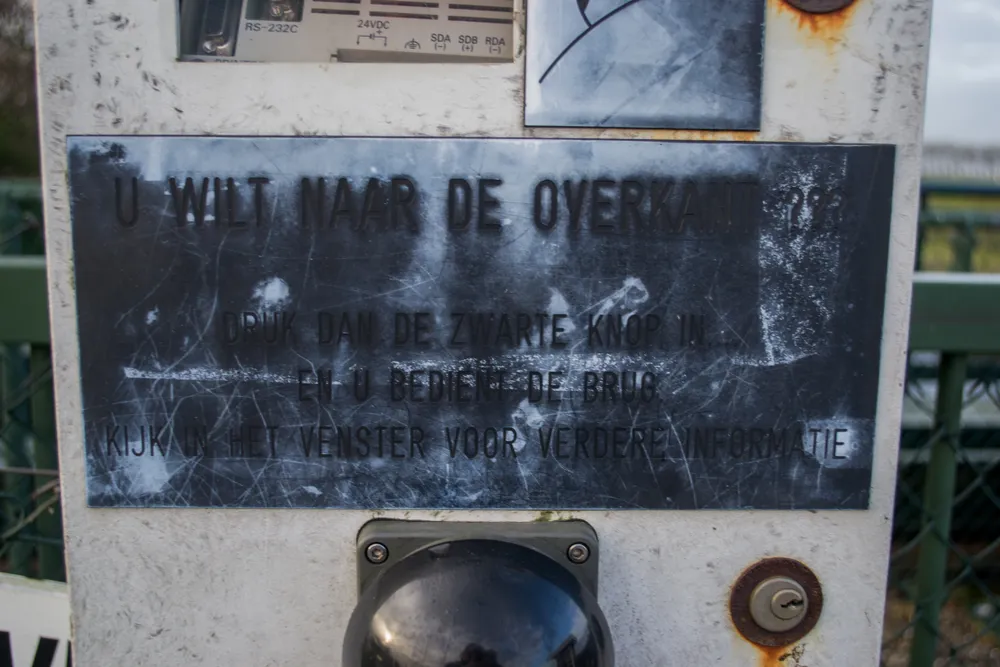 RS-232C
24VDC
SDA SDB RDA
(-) (+) (-)
U WILT NAAR DE OVERKANT ???
DRUK DAN DE ZWARTE KNOP IN
EN U BEDIENT DE BRUG.
KIJK IN HET VENSTER VOOR VERDERE INFORMATIE